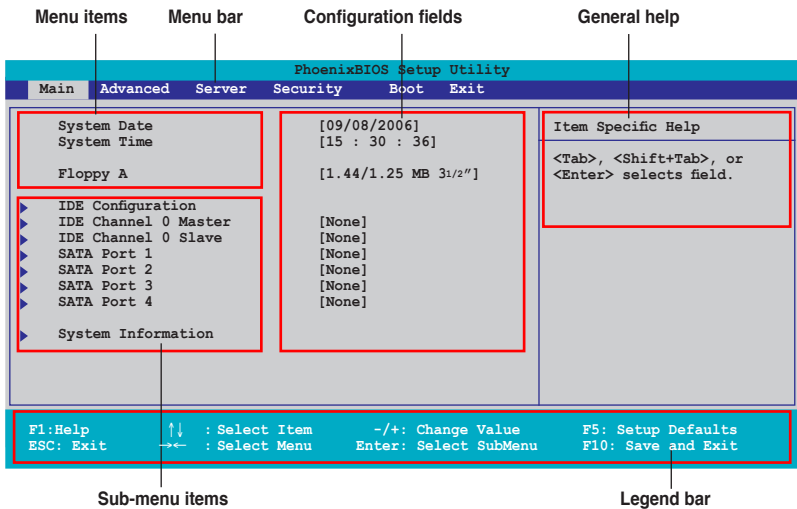 Menu items Menu bar Configuration fields General help
PhoenixBIOS Setup Utility
Main Advanced Server Security Boot Exit
System Date [09/08/2006]
System Time [15 : 30 : 36]
Floppy A [1.44/1.25 MB 31/2″]
IDE Configuration
IDE Channel 0 Master [None]
IDE Channel 0 Slave [None]
SATA Port 1 [None]
SATA Port 2 [None]
SATA Port 3 [None]
SATA Port 4 [None]
System Information
Item Specific Help
<Tab>, <Shift+Tab>, or
<Enter> selects field.
F1:Help ↑↓ : Select Item -/+: Change Value F5: Setup Defaults
ESC: Exit →← : Select Menu Enter: Select SubMenu F10: Save and Exit
Sub-menu items Legend bar